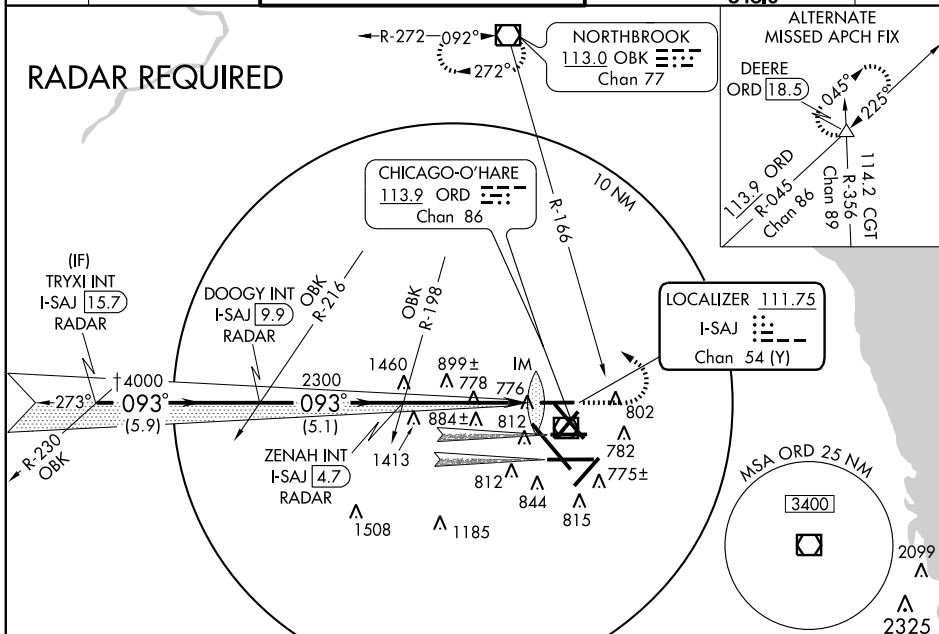 RADAR REQUIRED
R-272
092°
272°
NORTHBROOK
113.0 OBK
Chan 77
ALTERNATE
MISSED APCH FIX
DEERE
ORD 18.5
045°
225°
113.9 ORD
R-045
Chan 86
114.2 CGT
R-356
Chan 89
CHICAGO-O'HARE
113.9 ORD
Chan 86
10 NM
R-166
(IF)
TRYXI INT
I-SAJ 15.7
RADAR
DOOGY INT
I-SAJ 9.9
RADAR
OBK
R-216
OBK
R-198
LOCALIZER 111.75
I-SAJ
Chan 54 (Y)
1460
899±
778
776
IM
802
†4000
2300
273°
093°
093°
(5.9)
(5.1)
R-230
OBK
884±
812
1413
782
ZENAH INT
I-SAJ 4.7
RADAR
812
844
775±
815
1508
1185
MSA ORD 25 NM
3400
2099
2325